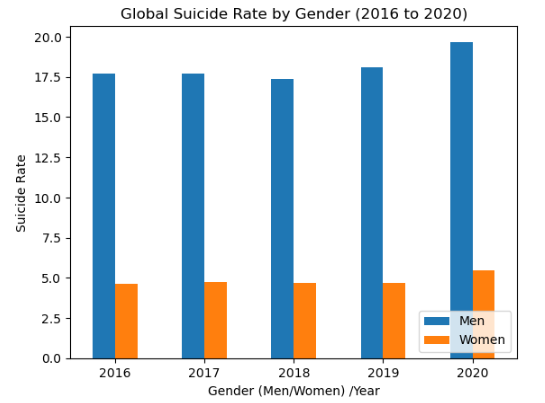 Global Suicide Rate by Gender (2016 to 2020)
20.0
17.5
15.0
12.5
10.0
7.5
5.0
2.5
0.0
Suicide Rate
Men
Women
2016 2017 2018 2019 2020
Gender (Men/Women) /Year